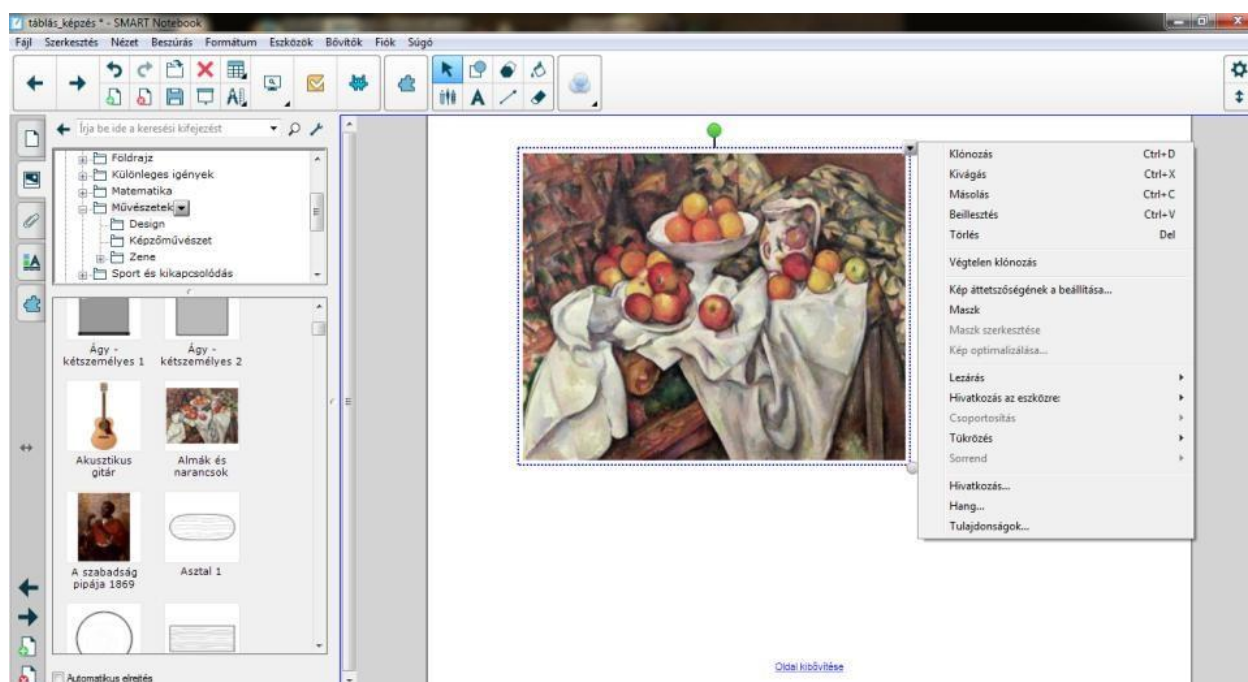 táblás_képzés * - SMART Notebook
Fájl Szerkesztés Nézet Beszúrás Formátum Eszközök Bővítők Fiók Súgó
Írja be ide a keresési kifejezést
Földrajz
Különleges igények
Matematika
Művészetek
Design
Képzőművészet
Zene
Sport és kikapcsolódás
Ágy -
kétszemélyes 1
Ágy -
kétszemélyes 2
Akusztikus
gitár
Almák és
narancsok
A szabadság
pipája 1869
Asztal 1
Automatikus elrejtés
Klónozás Ctrl+D
Kivágás Ctrl+X
Másolás Ctrl+C
Beillesztés Ctrl+V
Törlés Del
Végtelen klónozás
Kép áttetszőségének a beállítása...
Maszk
Maszk szerkesztése
Kép optimalizálása...
Lezárás
Hivatkozás az eszközre:
Csoportosítás
Tükrözés
Sorrend
Hivatkozás...
Hang...
Tulajdonságok...
Oldal kibővítése